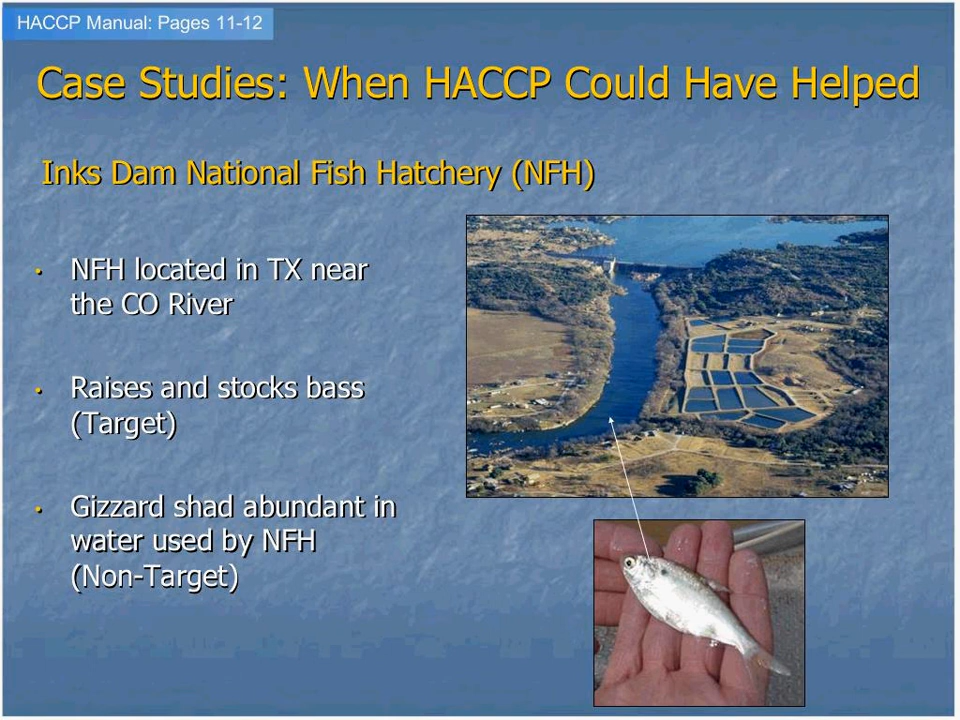 HACCP Manual: Pages 11-12
Case Studies: When HACCP Could Have Helped
Inks Dam National Fish Hatchery (NFH)
• NFH located in TX near
the CO River
• Raises and stocks bass
(Target)
• Gizzard shad abundant in
water used by NFH
(Non-Target)